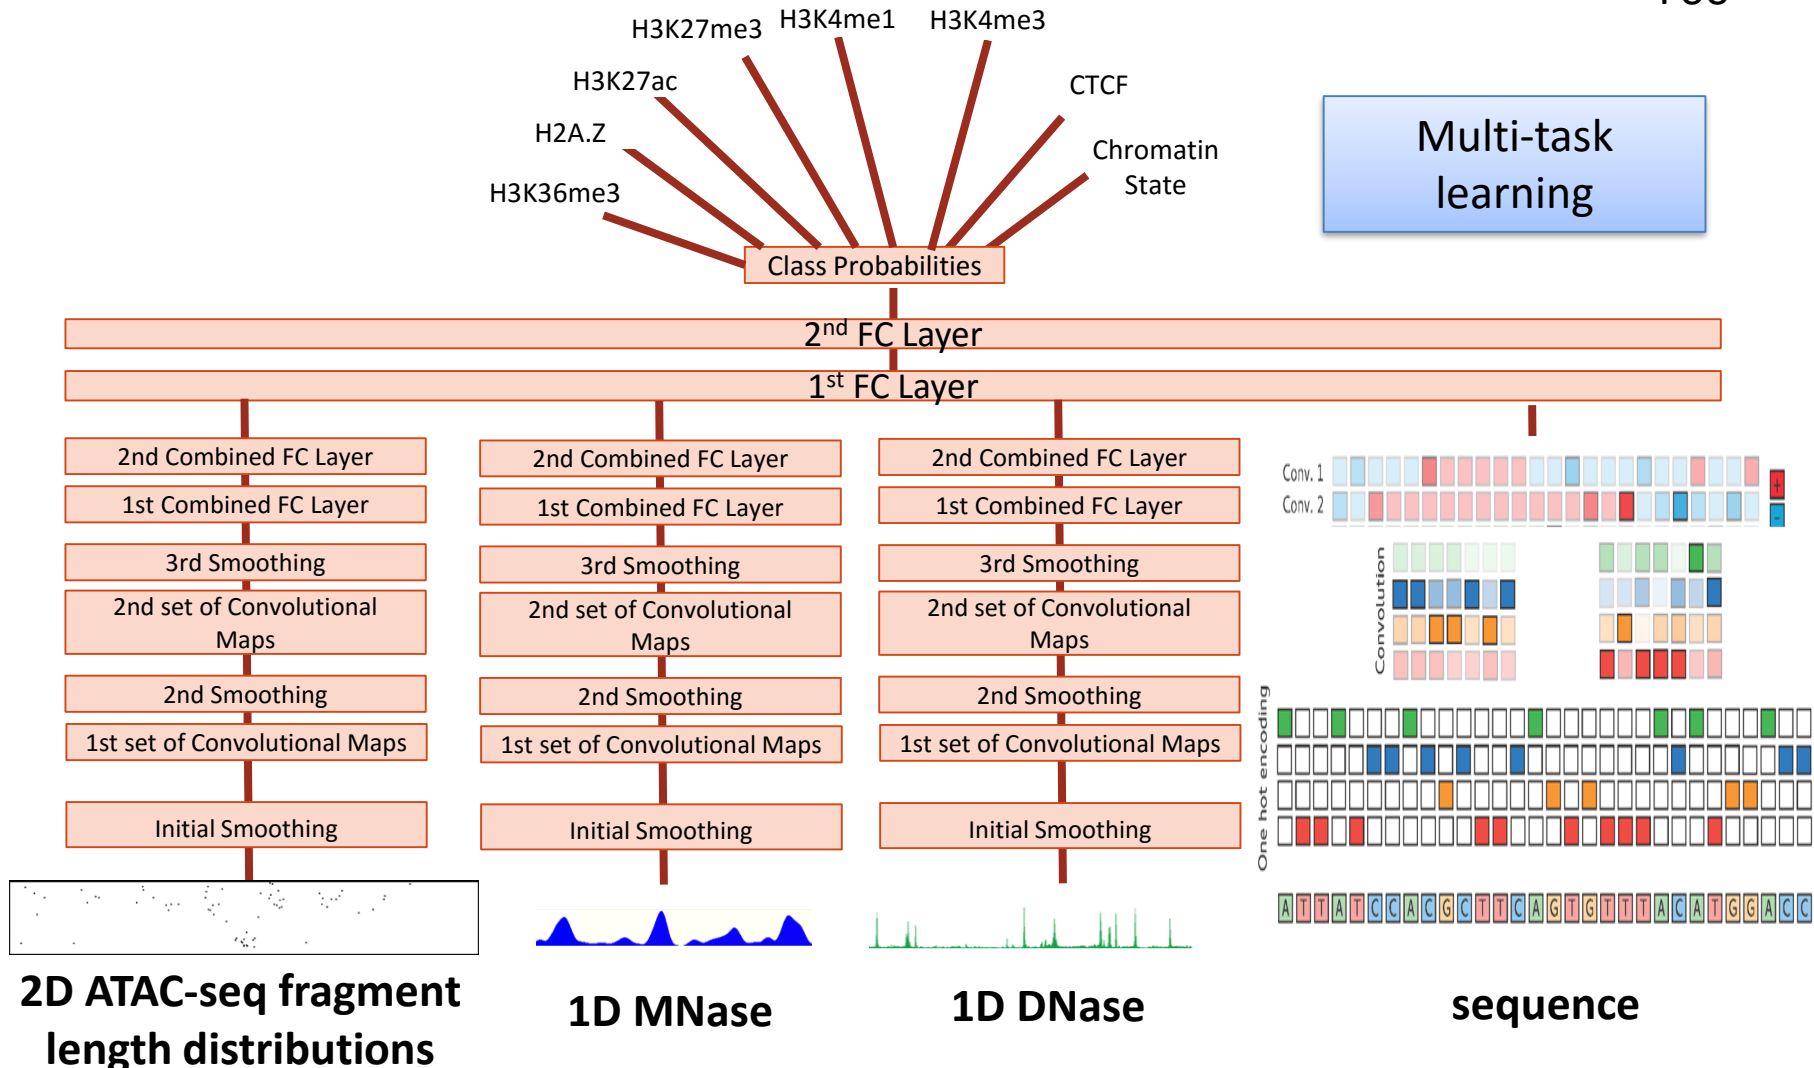 H3K27me3
H3K4me1
H3K4me3
H3K27ac
CTCF
H2A.Z
Chromatin
State
H3K36me3
Multi-task
learning
Class Probabilities
2nd FC Layer
1st FC Layer
2nd Combined FC Layer
1st Combined FC Layer
3rd Smoothing
2nd set of Convolutional
Maps
2nd Smoothing
1st set of Convolutional Maps
Initial Smoothing
2D ATAC-seq fragment
length distributions
2nd Combined FC Layer
1st Combined FC Layer
3rd Smoothing
2nd set of Convolutional
Maps
2nd Smoothing
1st set of Convolutional Maps
Initial Smoothing
1D MNase
2nd Combined FC Layer
1st Combined FC Layer
3rd Smoothing
2nd set of Convolutional
Maps
2nd Smoothing
1st set of Convolutional Maps
Initial Smoothing
1D DNase
Conv. 1
Conv. 2
+
-
Convolution
One hot encoding
A T T A T C C A C G C T T C A G T G T T T A C A T G G A C C
sequence